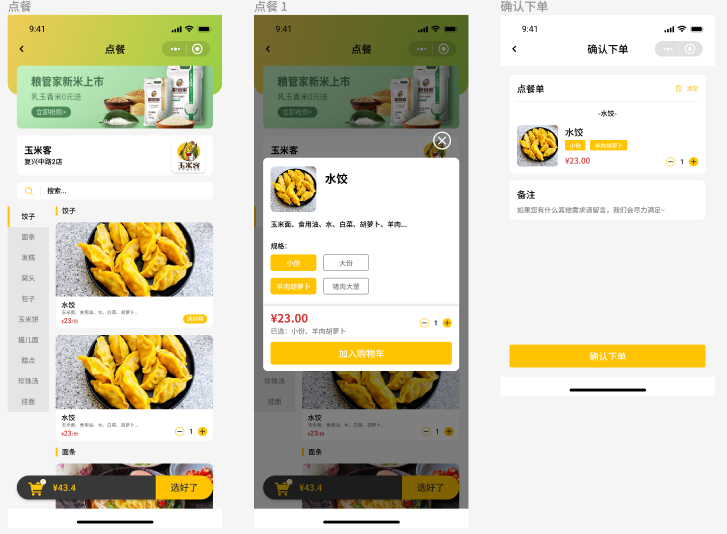 点餐
9:41
点餐
粮管家新米上市
乳玉香米0元送
立即抢购>
玉米客
复兴中路2店
玉米客
搜索...
饺子
面条
发糕
窝头
包子
玉米饼
猫儿面
糕点
珍珠汤
挂面
饺子
水饺
玉米面、食用油、水、白菜、胡萝卜...
¥23/份
选规格
水饺
玉米面、食用油、水、白菜、胡萝卜...
¥23/份
1
面条
¥43.4
选好了
点餐 1
9:41
点餐
粮管家新米上市
乳玉香米0元送
立即抢购>
玉米客
水饺
玉米面、食用油、水、白菜、胡萝卜、羊肉...
规格：
小份
大份
羊肉胡萝卜
猪肉大葱
¥23.00
1
已选：小份、羊肉胡萝卜
加入购物车
珍珠汤
挂面
水饺
玉米面、食用油、水、白菜、胡萝卜...
¥23/份
1
面条
¥43.4
选好了
确认下单
9:41
确认下单
点餐单
清空
-水饺-
水饺
小份
羊肉胡萝卜
¥23.00
1
备注
如果您有什么其他需求请留言，我们会尽力满足~
确认下单